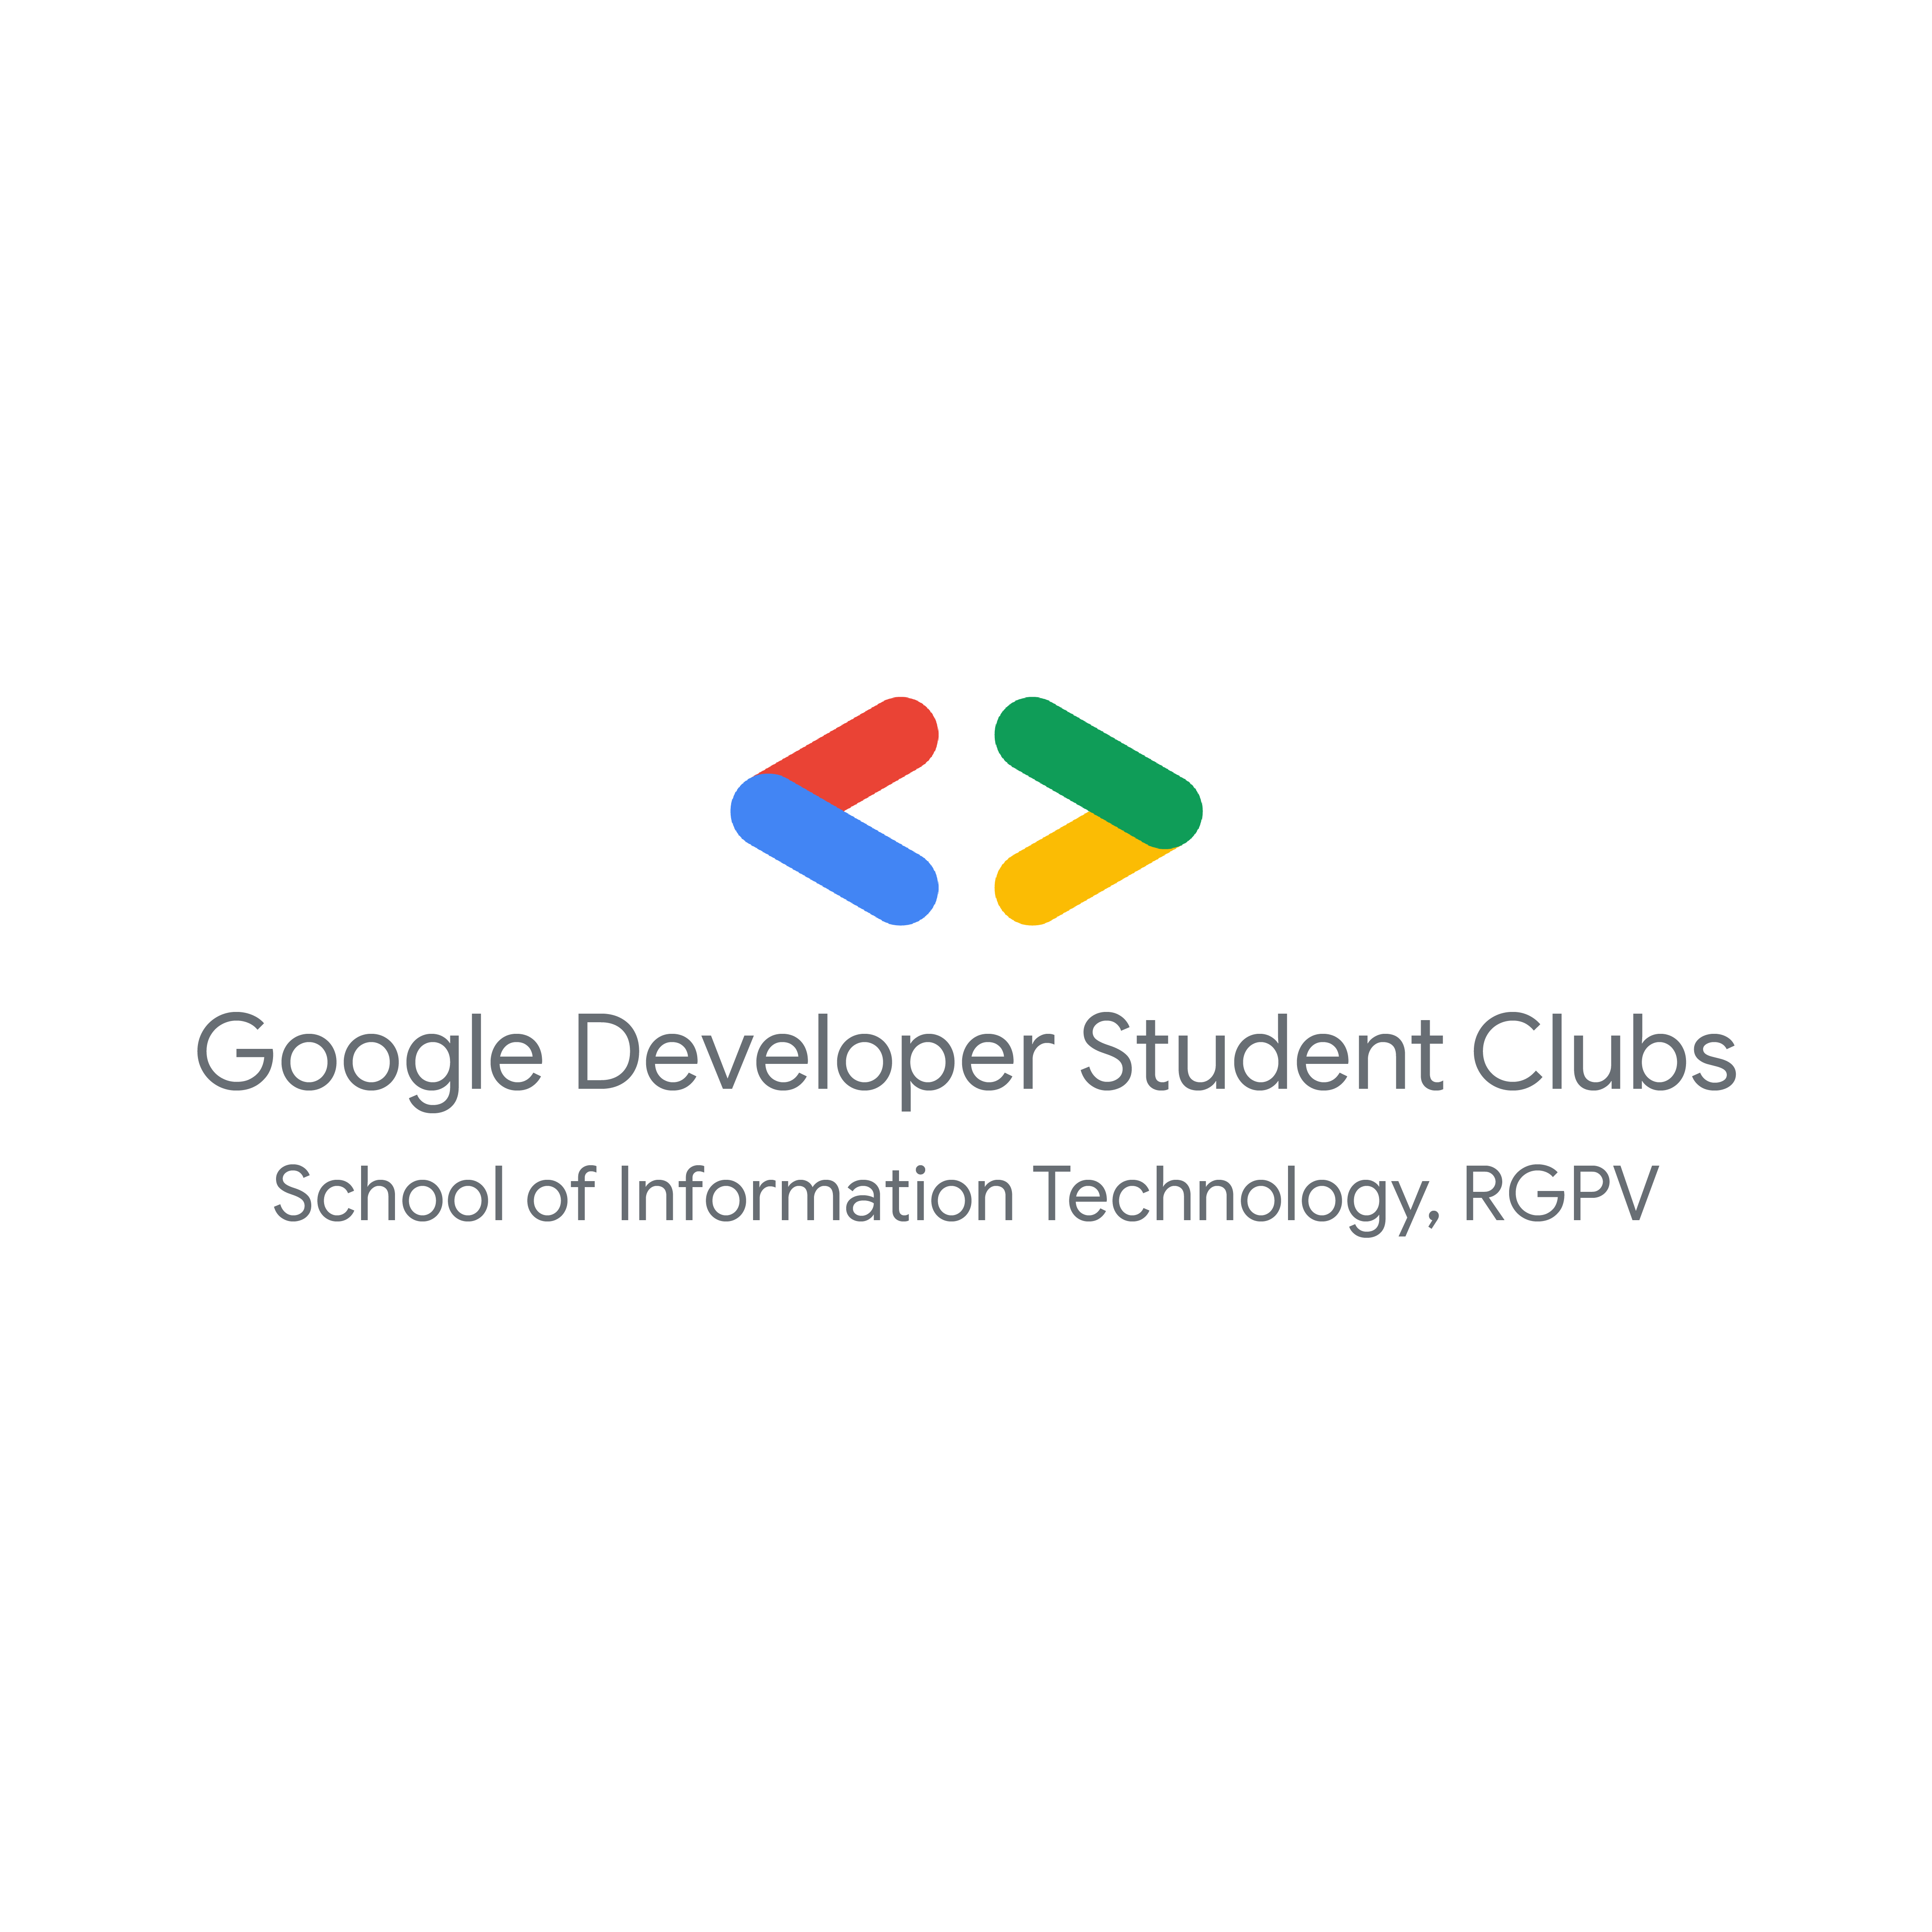 Google Developer Student Clubs
School of Information Technology, RGPV